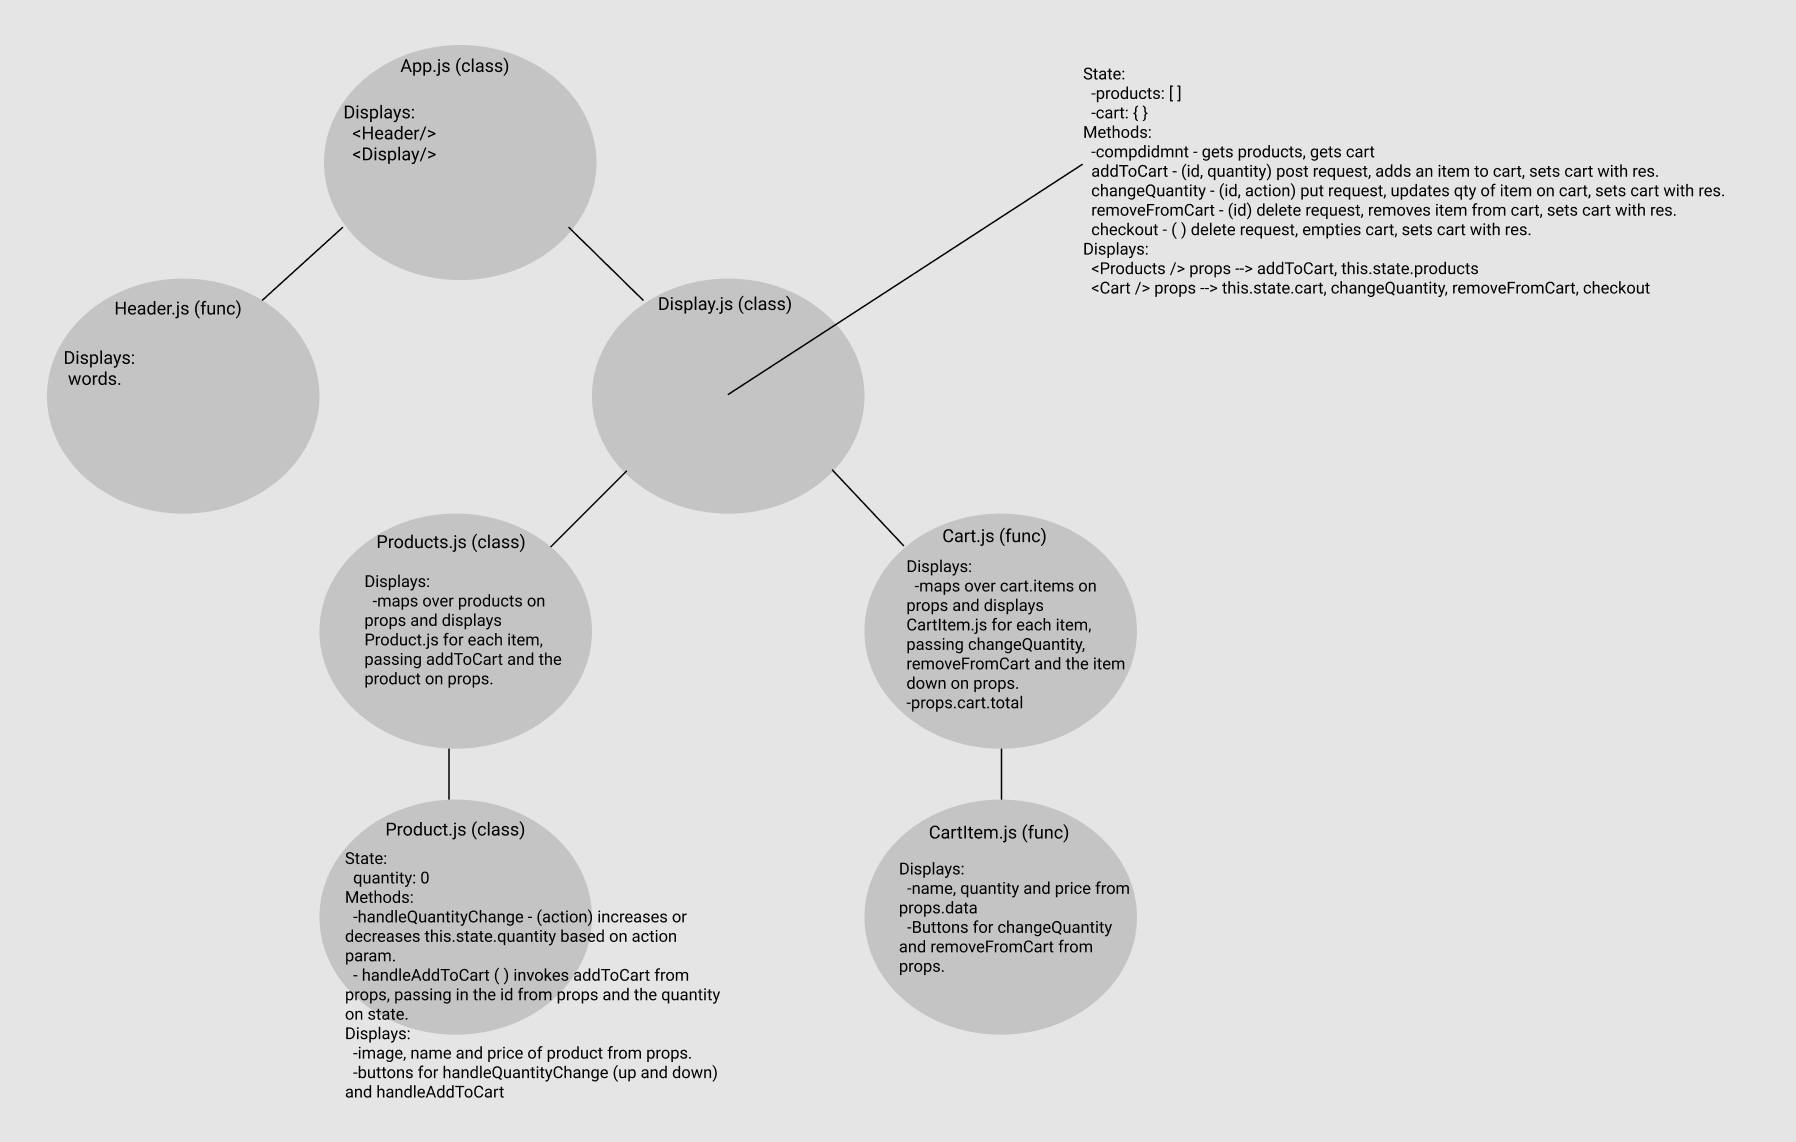 App.js (class)
Displays:
<Header/>
<Display/>
State:
-products: [ ]
-cart: { }
Methods:
-compdidmnt - gets products, gets cart
addToCart - (id, quantity) post request, adds an item to cart, sets cart with res.
changeQuantity - (id, action) put request, updates qty of item on cart, sets cart with res.
removeFromCart - (id) delete request, removes item from cart, sets cart with res.
checkout - ( ) delete request, empties cart, sets cart with res.
Displays:
<Products /> props --> addToCart, this.state.products
<Cart /> props --> this.state.cart, changeQuantity, removeFromCart, checkout
Header.js (func)
Displays:
words.
Display.js (class)
Products.js (class)
Displays:
-maps over products on
props and displays
Product.js for each item,
passing addToCart and the
product on props.
Cart.js (func)
Displays:
-maps over cart.items on
props and displays
CartItem.js for each item,
passing changeQuantity,
removeFromCart and the item
down on props.
-props.cart.total
Product.js (class)
State:
quantity: 0
Methods:
-handleQuantityChange - (action) increases or
decreases this.state.quantity based on action
param.
- handleAddToCart ( ) invokes addToCart from
props, passing in the id from props and the quantity
on state.
Displays:
-image, name and price of product from props.
-buttons for handleQuantityChange (up and down)
and handleAddToCart
CartItem.js (func)
Displays:
-name, quantity and price from
props.data
-Buttons for changeQuantity
and removeFromCart from
props.